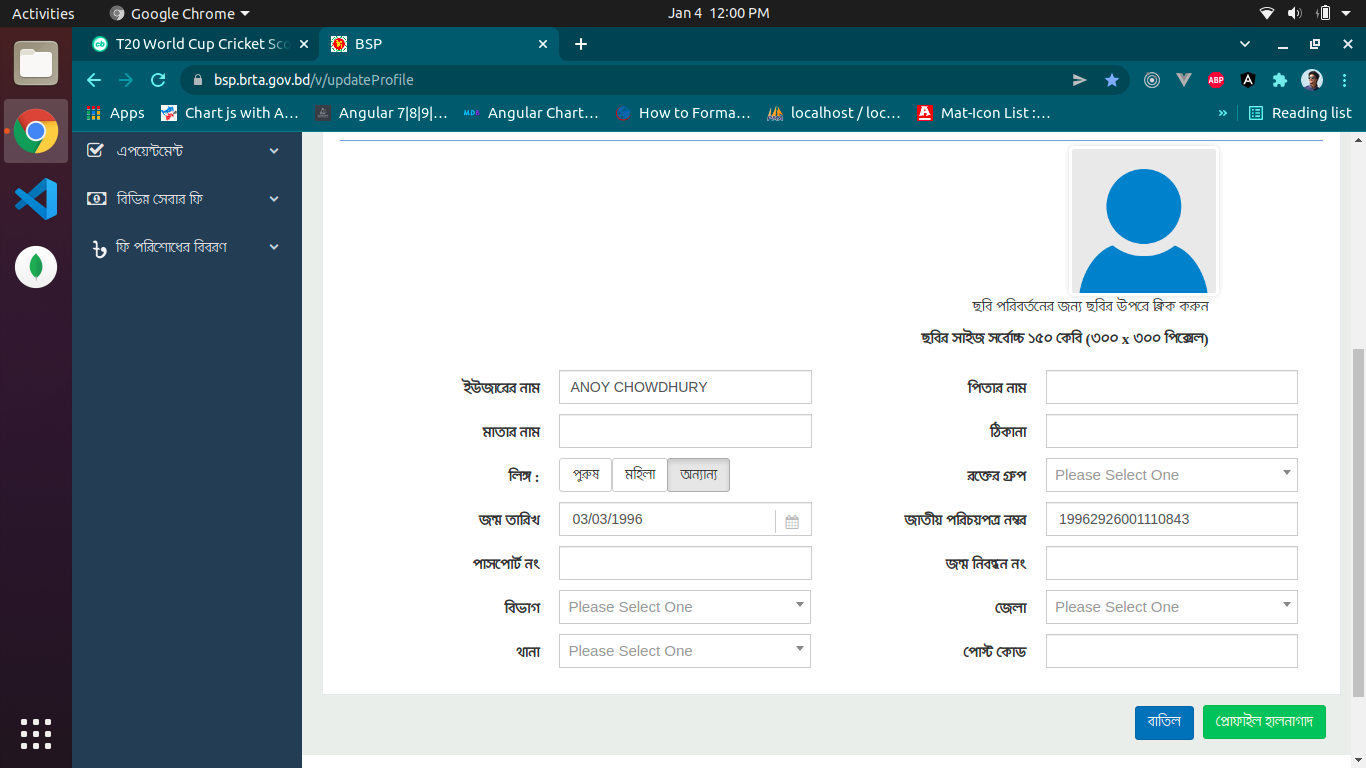 Activities Google Chrome Jan 4 12:00 PM
T20 World Cup Cricket Sco BSP
bsp.brta.gov.bd/v/updateProfile ABP
Apps Chart js with A... Angular 7|8|9|... MDB Angular Chart... How to Forma... localhost / loc... Mat-Icon List :... » Reading list
এপয়েন্টমেন্ট
বিভিন্ন সেবার ফি
ফি পরিশোধের বিবরণ
ছবি পরিবর্তনের জন্য ছবির উপরে ক্লিক করুন
ছবির সাইজ সর্বোচ্চ ১৫০ কেবি (৩০০ x ৩০০ পিক্সেল)
ইউজারের নাম ANOY CHOWDHURY পিতার নাম
মাতার নাম ঠিকানা
লিঙ্গ : পুরুষ মহিলা অন্যান্য রক্তের গ্রুপ Please Select One
জন্ম তারিখ 03/03/1996 জাতীয় পরিচয়পত্র নম্বর 19962926001110843
পাসপোর্ট নং জন্ম নিবন্ধন নং
বিভাগ Please Select One জেলা Please Select One
থানা Please Select One পোস্ট কোড
বাতিল প্রোফাইল হালনাগাদ